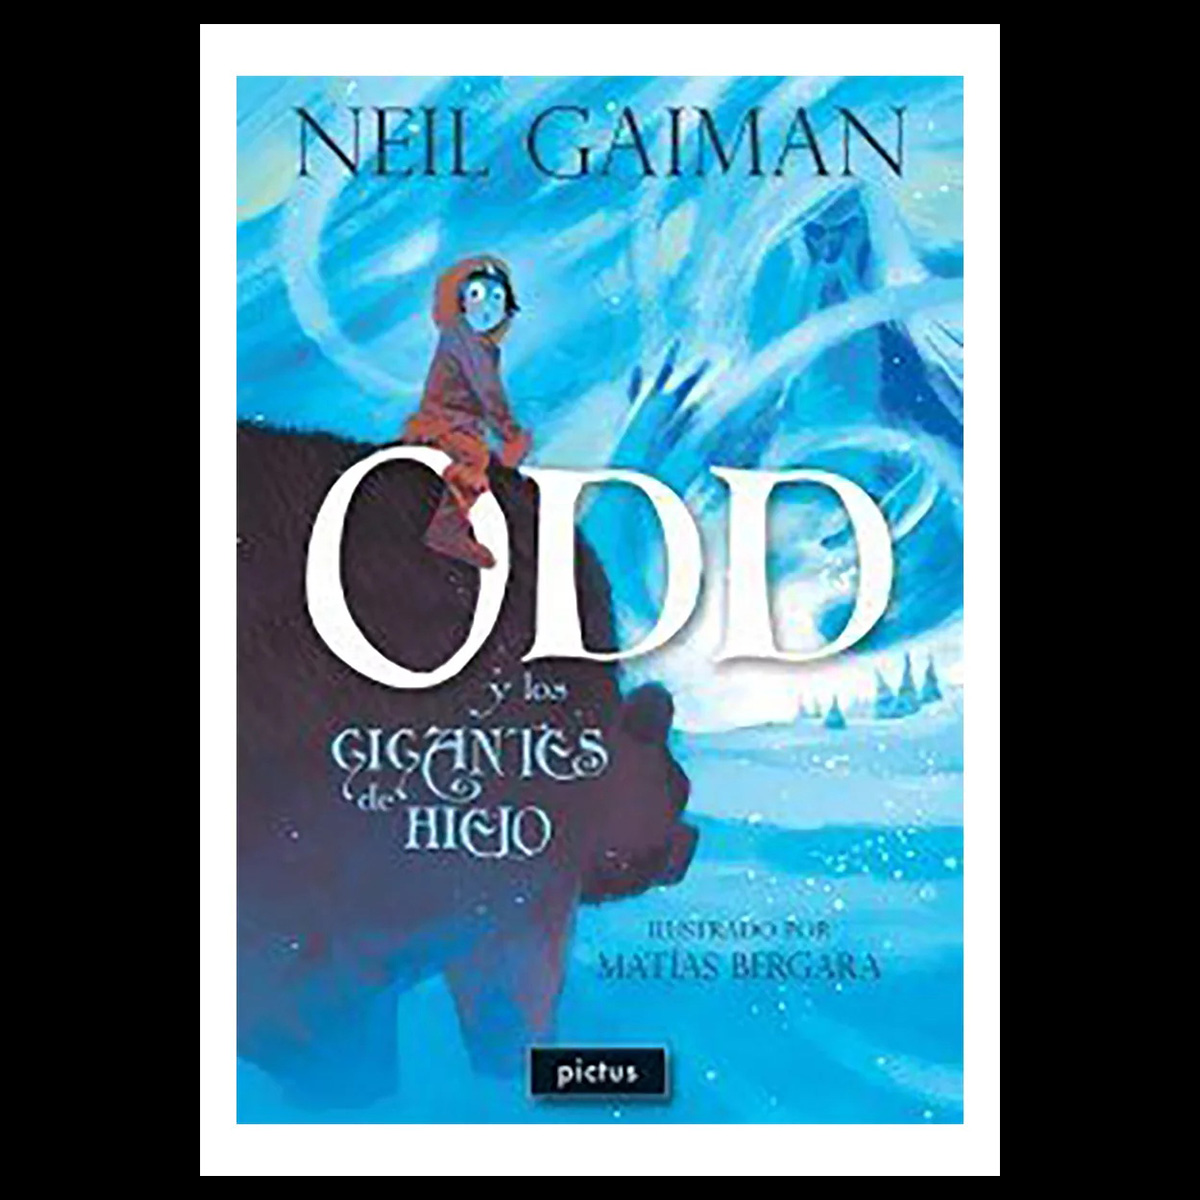 NEIL GAIMAN
ODD
y los
GIGANTES
de
HIELO
ILUSTRADO POR
MATÍAS BERGARA
pictus